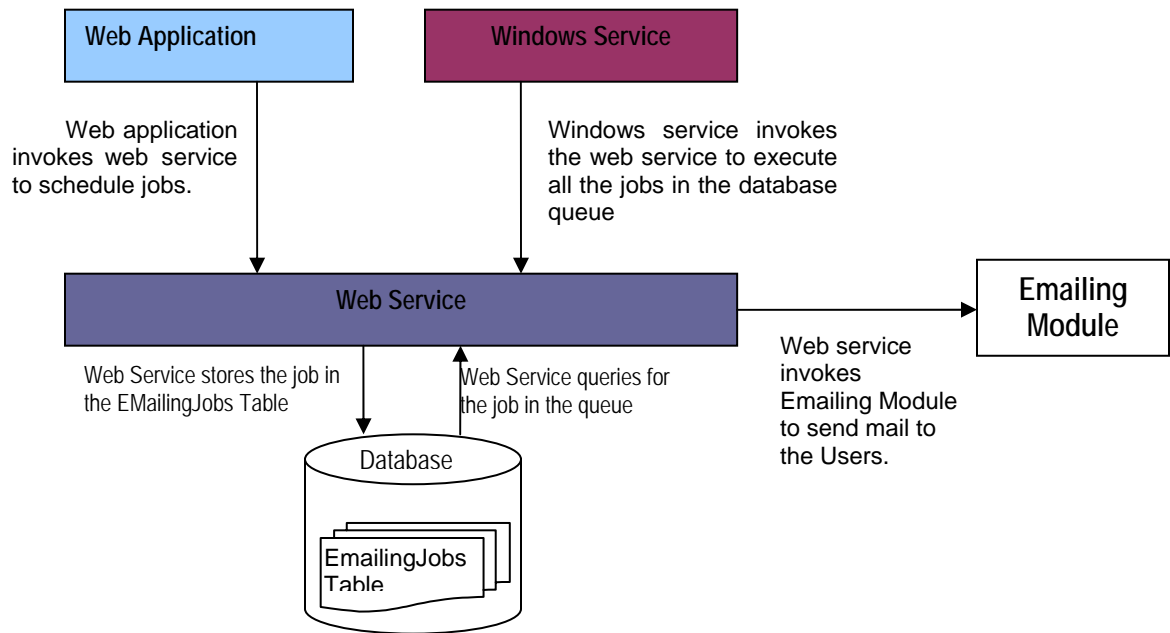 Web Application
Windows Service
Web application
invokes web service
to schedule jobs.
Windows service invokes
the web service to execute
all the jobs in the database
queue
Web Service
Emailing
Module
Web Service stores the job in
the EMailingJobs Table
Web Service queries for
the job in the queue
Web service
invokes
Emailing Module
to send mail to
the Users.
Database
EmailingJobs
Table